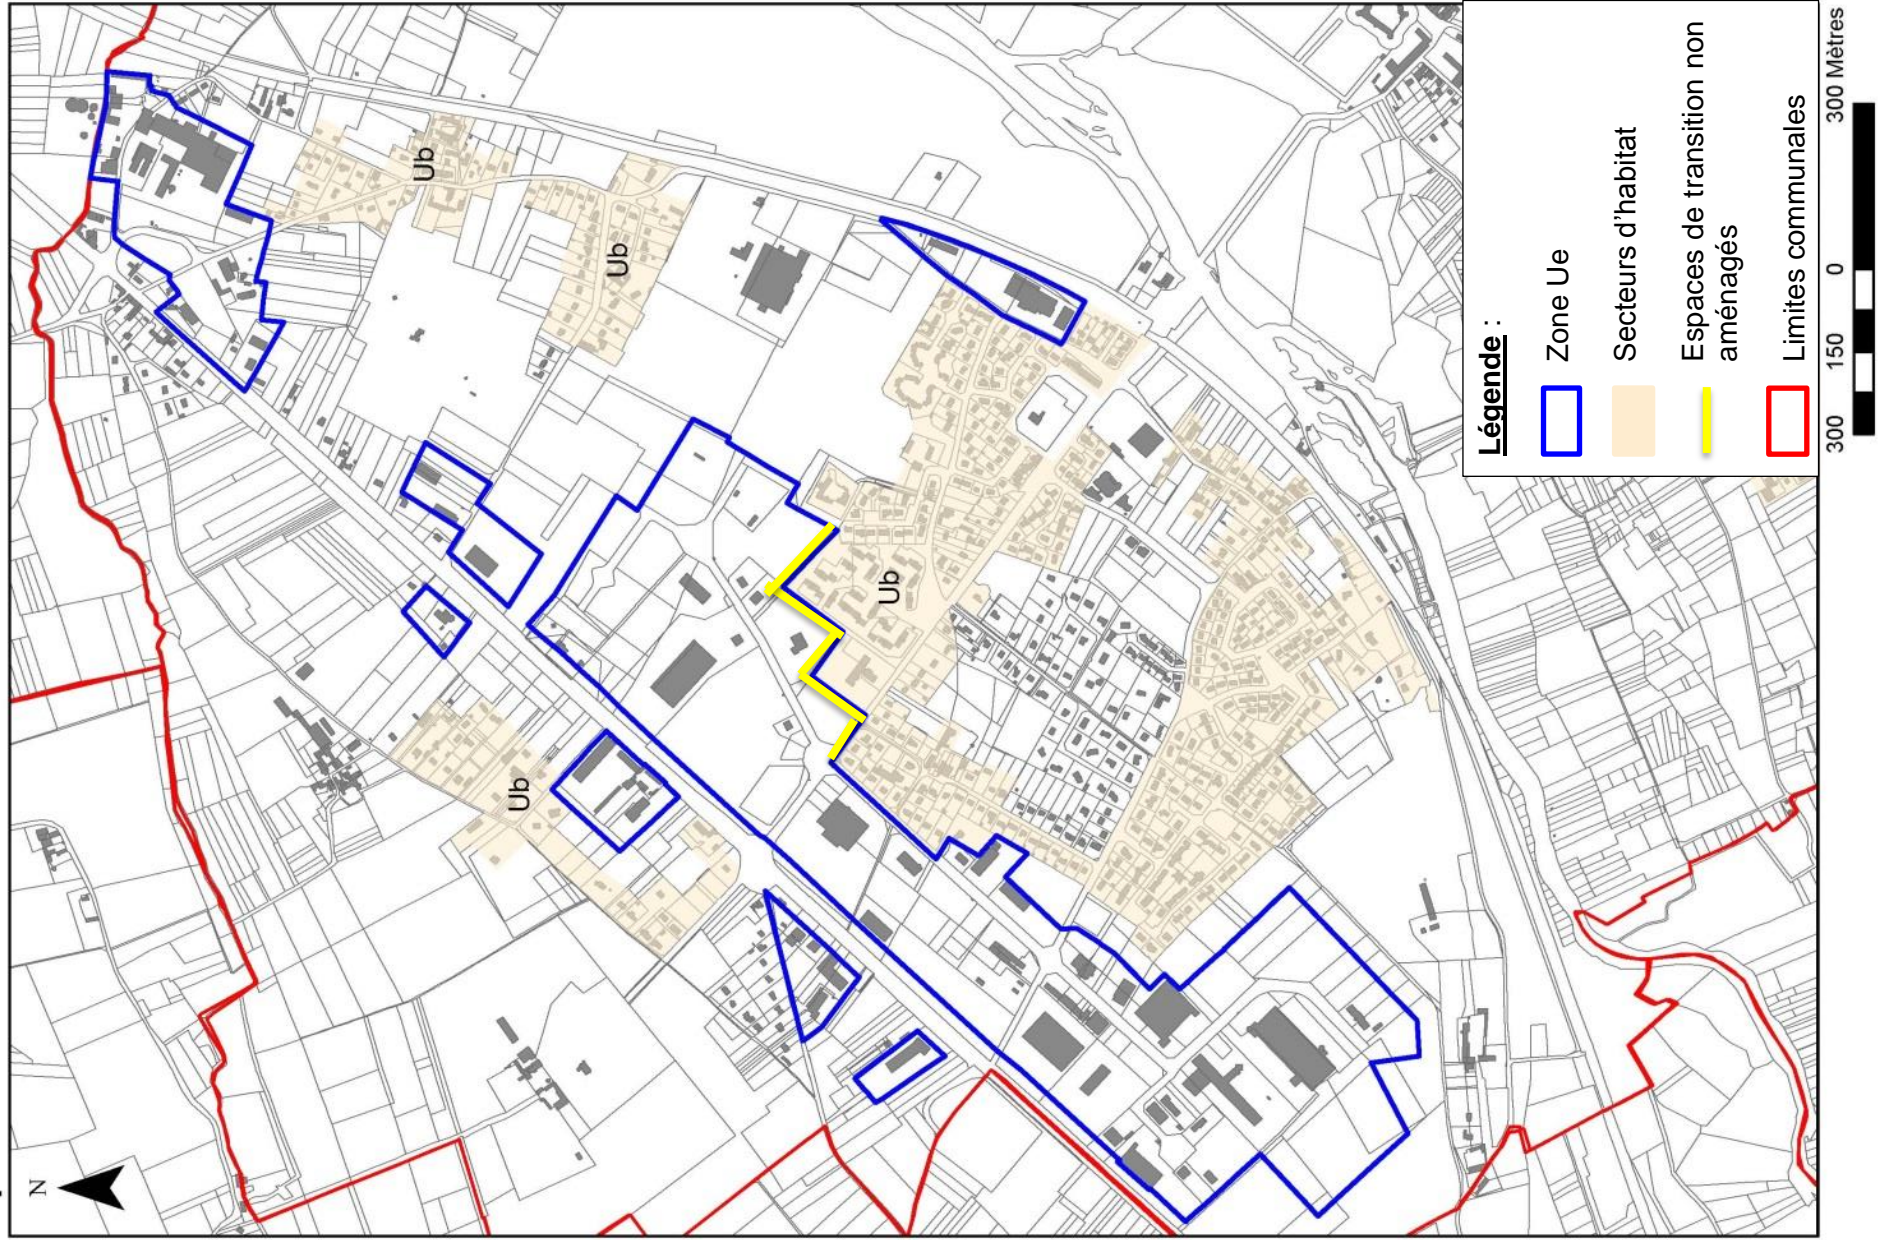 N
Ub
Ub
Ub
Ub
Légende :
Zone Ue
Secteurs d'habitat
Espaces de transition non
aménagés
Limites communales
300 150 0 300 Mètres